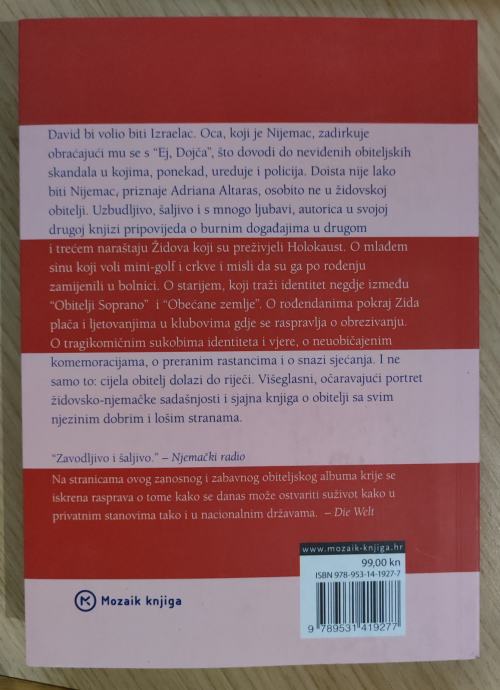 David bi volio biti Izraelac. Oca, koji je Nijemac, zadirkuje
obraćajući mu se s “Ej, Dojča”, što dovodi do neviđenih obiteljskih
skandala u kojima, ponekad, ureduje i policija. Doista nije lako
biti Nijemac, priznaje Adriana Altaras, osobito ne u židovskoj
obitelji. Uzbudljivo, šaljivo i s mnogo ljubavi, autorica u svojoj
drugoj knjizi pripovijeda o burnim događajima u drugom
i trećem naraštaju Židova koji su preživjeli Holokaust. O mlađem
sinu koji voli mini-golf i crkve i misli da su ga po rođenju
zamijenili u bolnici. O starijem, koji traži identitet negdje između
“Obitelji Soprano” i “Obećane zemlje”. O rođendanima pokraj Zida
plača i ljetovanjima u klubovima gdje se raspravlja o obrezivanju.
O tragikomičnim sukobima identiteta i vjere, o neuobičajenim
komemoracijama, o preranim rastancima i o snazi sjećanja. I ne
samo to: cijela obitelj dolazi do riječi. Višeglasni, očaravajući portret
židovsko-njemačke sadašnjosti i sjajna knjiga o obitelji sa svim
njezinim dobrim i lošim stranama.
“Zavodljivo i šaljivo.” – Njemački radio
Na stranicama ovog zanosnog i zabavnog obiteljskog albuma krije se
iskrena rasprava o tome kako se danas može ostvariti suživot kako u
privatnim stanovima tako i u nacionalnim državama. – Die Welt
www.mozaik-knjiga.hr
99,00 kn
ISBN 978-953-14-1927-7
9 789531 419277
Mozaik knjiga